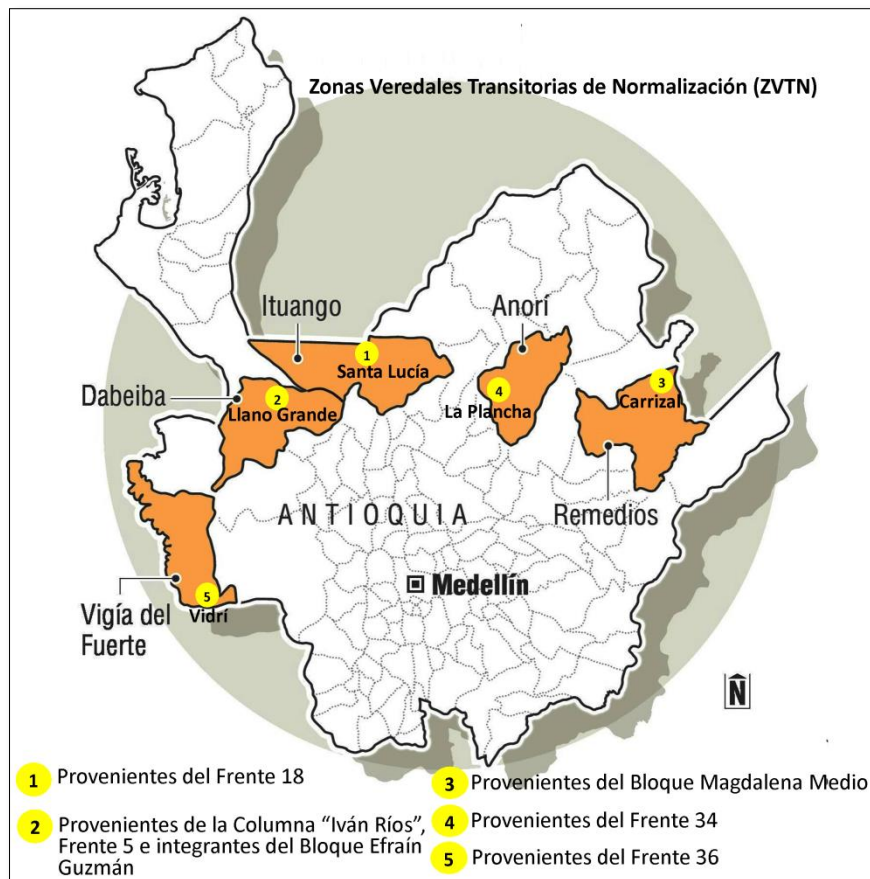 Zonas Veredales Transitorias de Normalización (ZVTN)
Ituango
Anorí
1
Santa Lucía
3
Carrizal
Dabeiba
2
Llano Grande
4
La Plancha
ANTIOQUIA
Remedios
Medellín
5
Vidrí
Vigía del
Fuerte
N
1 Provenientes del Frente 18
2 Provenientes de la Columna “Iván Ríos”,
Frente 5 e integrantes del Bloque Efraín
Guzmán
3 Provenientes del Bloque Magdalena Medio
4 Provenientes del Frente 34
5 Provenientes del Frente 36